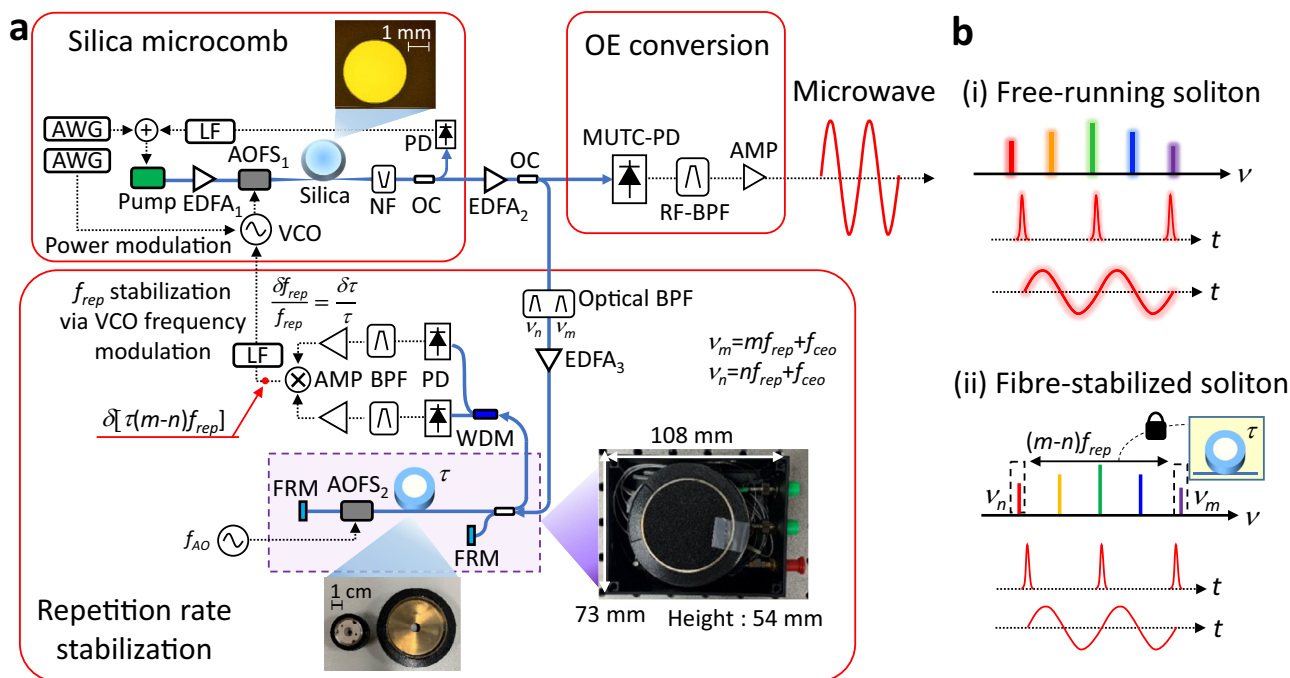 a
Silica microcomb
1 mm
AWG
+
LF
AWG
AOFS1
PD
Pump
EDFA1
Silica
NF
OC
EDFA2
OC
Power modulation
VCO
OE conversion
MUTC-PD
AMP
RF-BPF
Microwave
frep stabilization
via VCO frequency
modulation
δfrep/frep = δτ/τ
LF
AMP
BPF
PD
δ[τ(m-n)frep]
WDM
Optical BPF
νn
νm
EDFA3
νm=mfrep+fceo
νn=nfrep+fceo
FRM
AOFS2
τ
fAO
FRM
1 cm
108 mm
73 mm
Height : 54 mm
Repetition rate
stabilization
b
(i) Free-running soliton
ν
t
t
(ii) Fibre-stabilized soliton
(m-n)frep
τ
νn
νm
ν
t
t